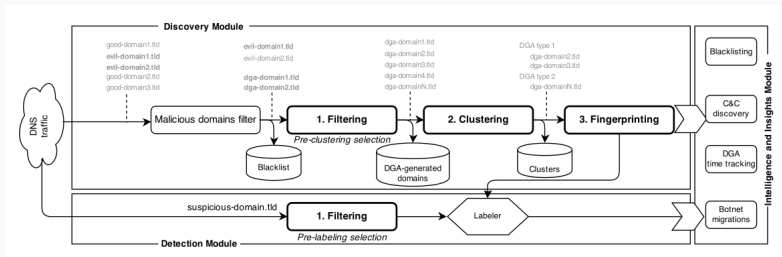 Discovery Module
good-domain1.tld
evil-domain1.tld
evil-domain2.tld
good-domain2.tld
good-domain3.tld
evil-domain1.tld
evil-domain2.tld
dga-domain1.tld
dga-domain2.tld
dga-domain1.tld
dga-domain2.tld
dga-domain3.tld
dga-domain4.tld
dga-domainN.tld
DGA type 1
dga-domain2.tld
dga-domain3.tld
DGA type 2
dga-domainN.tld
DNS
traffic
Malicious domains filter
1. Filtering
2. Clustering
3. Fingerprinting
Pre-clustering selection
Blacklist
DGA-generated
domains
Clusters
suspicious-domain.tld
1. Filtering
Labeler
Pre-labeling selection
Detection Module
Blacklisting
C&C
discovery
DGA
time tracking
Botnet
migrations
Intelligence and Insights Module